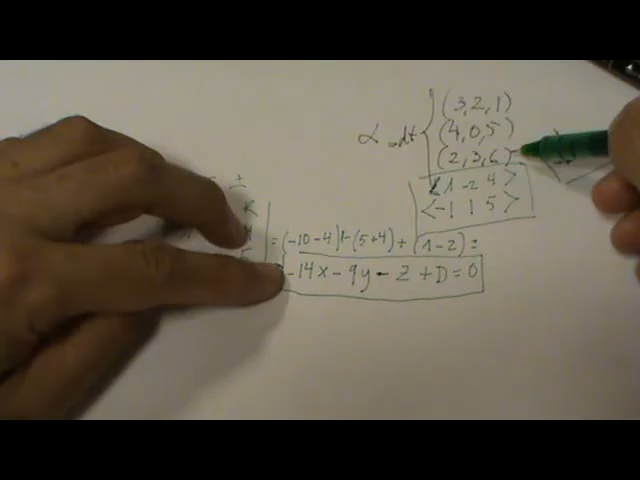 (3,2,1)
α dt { (4,0,5)
(2,3,6)
<1 -2 4>
<-1 1 5>
= (-10-4) - (5+4) + (1-2) ±
-14x - 9y - z + D = 0